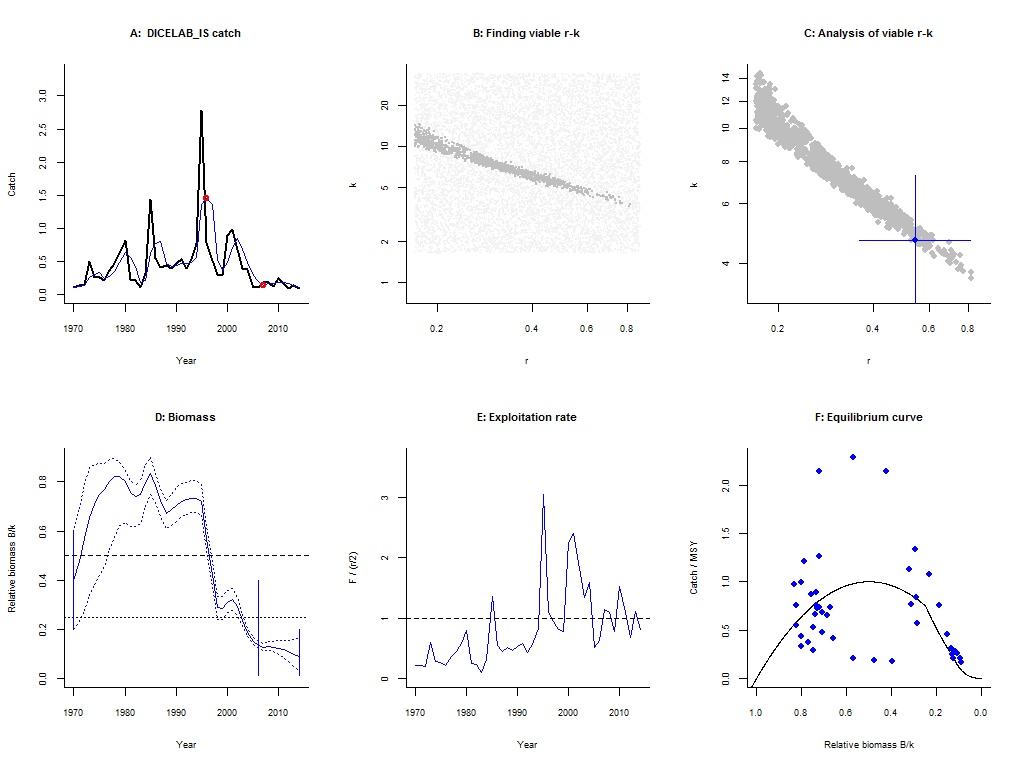 A: DICELAB_IS catch
B: Finding viable r-k
C: Analysis of viable r-k
Catch
0.0 0.5 1.0 1.5 2.0 2.5 3.0
1970 1980 1990 2000 2010
Year
k
1 2 5 10 20
0.2 0.4 0.6 0.8
r
k
4 6 8 10 12 14
0.2 0.4 0.6 0.8
r
D: Biomass
E: Exploitation rate
F: Equilibrium curve
Relative biomass B/k
0.0 0.2 0.4 0.6 0.8
1970 1980 1990 2000 2010
Year
F / (r/2)
0 1 2 3
1970 1980 1990 2000 2010
Year
Catch / MSY
0.0 0.5 1.0 1.5 2.0
1.0 0.8 0.6 0.4 0.2 0.0
Relative biomass B/k